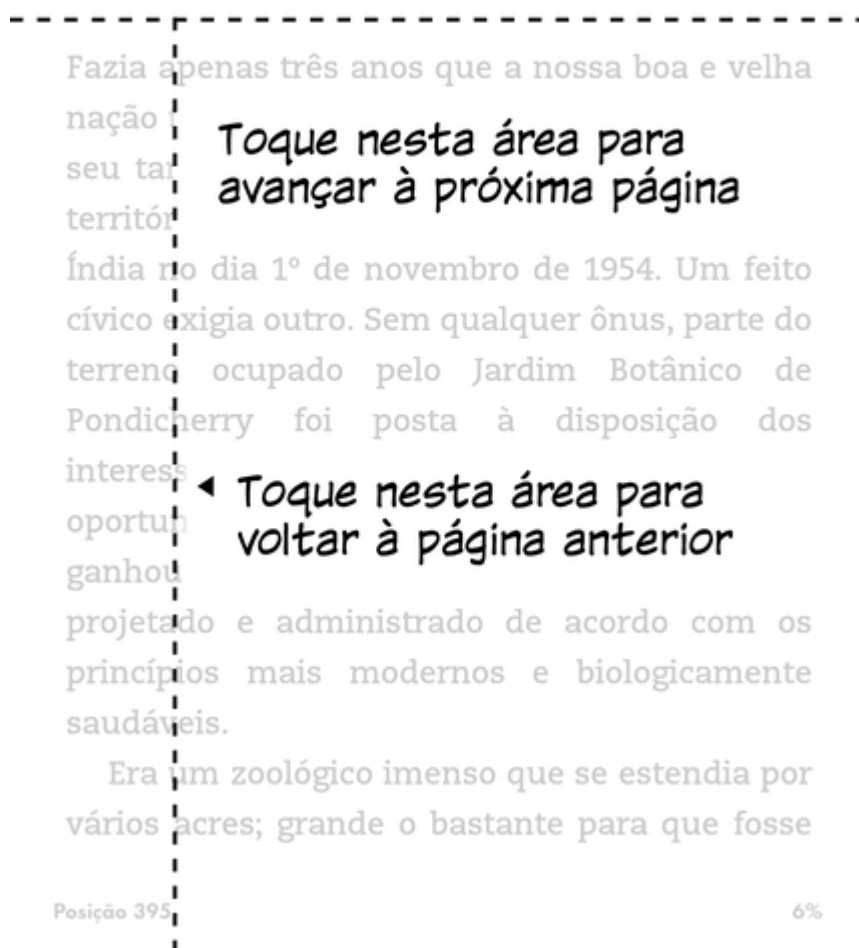 Fazia apenas três anos que a nossa boa e velha
nação
Toque nesta área para
avançar à próxima página
seu
Índia no dia 1º de novembro de 1954. Um feito
cívico exigia outro. Sem qualquer ônus, parte do
terreno ocupado pelo Jardim Botânico de
Pondicherry foi posta à disposição dos
◄ Toque nesta área para
voltar à página anterior
ganhou
projetado e administrado de acordo com os
princípios mais modernos e biologicamente
saudáveis.
Era um zoológico imenso que se estendia por
vários acres; grande o bastante para que fosse
Posição 395
6%